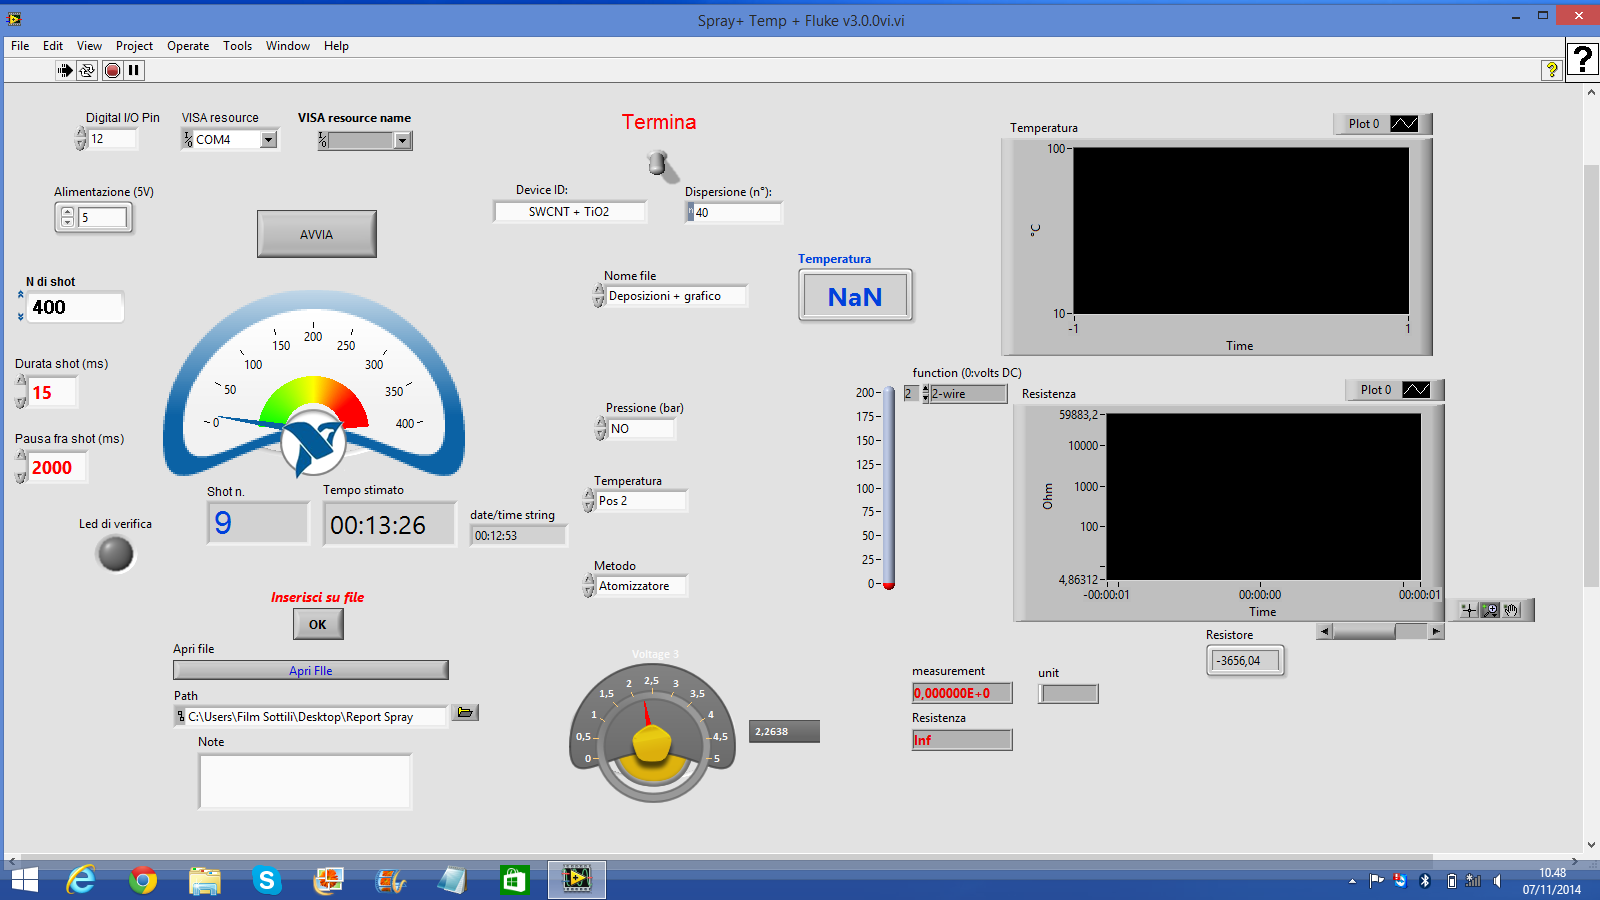 Spray+ Temp + Fluke v3.0.0vi.vi
File Edit View Project Operate Tools Window Help
Digital I/O Pin
12
VISA resource
COM4
VISA resource name
Termina
Alimentazione (5V)
5
AVVIA
Device ID:
SWCNT + TiO2
Dispersione (n°):
40
N di shot
400
Nome file
Deposizioni + grafico
Temperatura
NaN
Durata shot (ms)
15
Pausa fra shot (ms)
2000
0
50
100
150
200
250
300
350
400
Shot n.
9
Tempo stimato
00:13:26
date/time string
00:12:53
Led di verifica
Pressione (bar)
NO
Temperatura
Pos 2
Metodo
Atomizzatore
Inserisci su file
OK
Apri file
Apri FIle
Path
C:\Users\Film Sottili\Desktop\Report Spray
Note
Voltage 3
0
0,5
1
1,5
2
2,5
3
3,5
4
4,5
5
2,2638
200
175
150
125
100
75
50
25
0
function (0:volts DC)
2
2-wire
Temperatura
Plot 0
100
°C
10
-1
1
Time
Resistenza
Plot 0
59883,2
10000
1000
100
4,86312
Ohm
-00:00:01
00:00:00
00:00:01
Time
Resistore
-3656,04
measurement
0,000000E+0
unit
Resistenza
Inf
10.48
07/11/2014